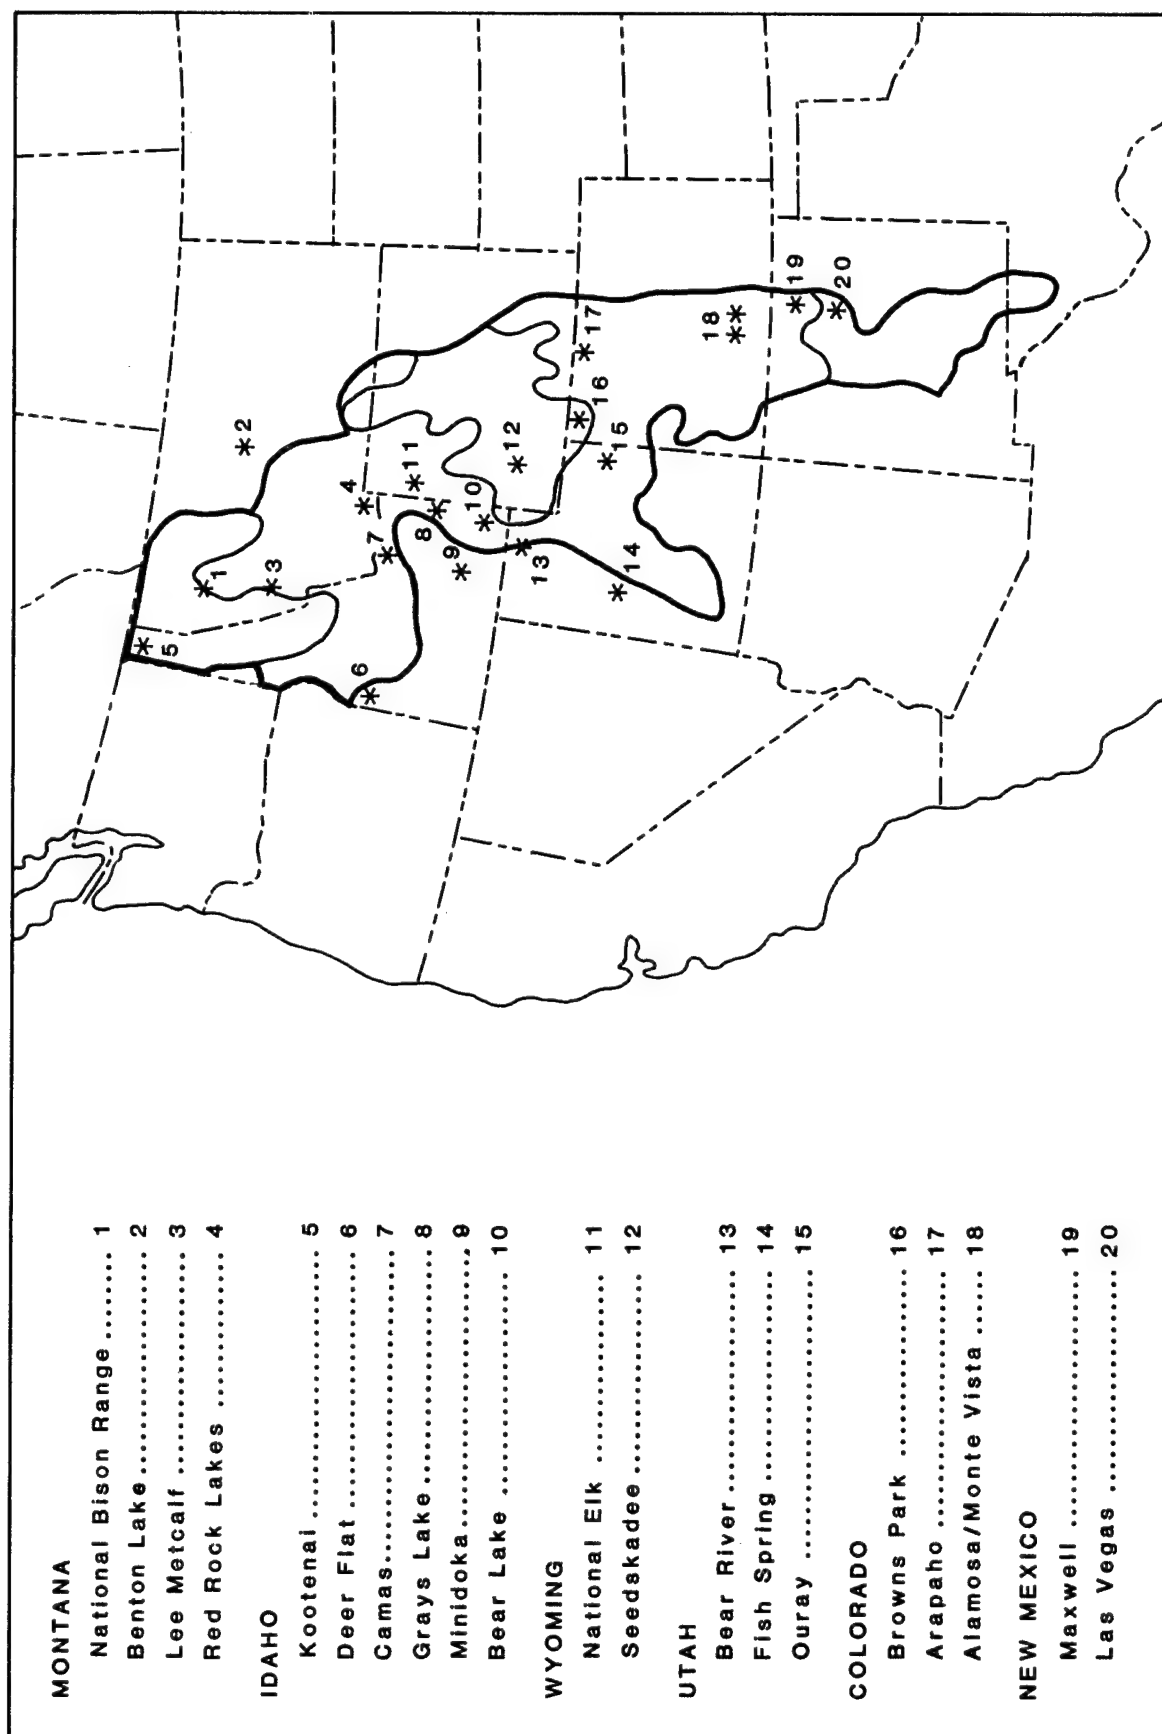 MONTANA
National Bison Range ........ 1
Benton Lake ..................... 2
Lee Metcalf ..................... 3
Red Rock Lakes ............... 4
IDAHO
Kootenai ........................ 5
Deer Flat ........................ 6
Camas ........................... 7
Grays Lake ..................... 8
Minidoka ........................ 9
Bear Lake ..................... 10
WYOMING
National Elk .................. 11
Seedskadee .................. 12
UTAH
Bear River ..................... 13
Fish Spring .................. 14
Ouray ........................... 15
COLORADO
Browns Park .................. 16
Arapaho ........................ 17
Alamosa/Monte Vista ...... 18
NEW MEXICO
Maxwell ........................ 19
Las Vegas ..................... 20
5
1
2
3
6
7
4
11
8
9
10
12
13
14
15
16
17
18
19
20